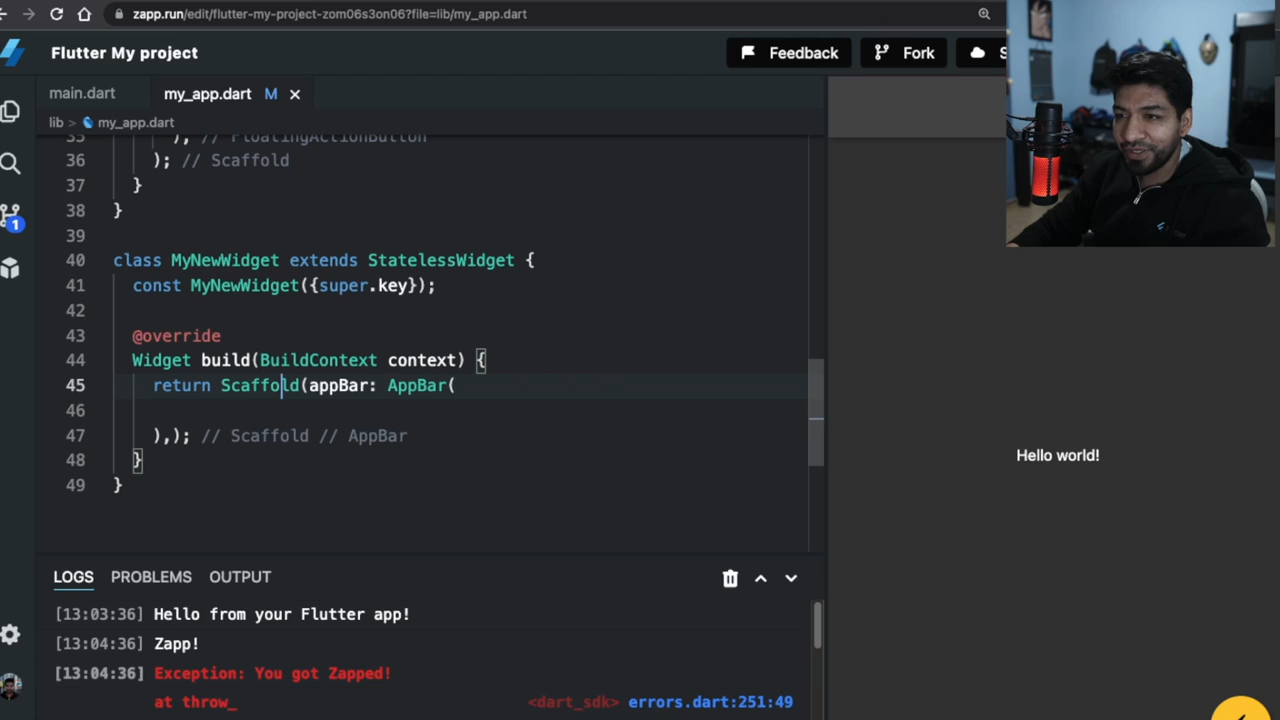 zapp.run/edit/flutter-my-project-zom06s3on06?file=lib/my_app.dart
Flutter My project
Feedback
Fork
S
main.dart
my_app.dart M
lib > my_app.dart
35 ); // FloatingActionButton
36 ); // Scaffold
37 }
38 }
39
40 class MyNewWidget extends StatelessWidget {
41 const MyNewWidget({super.key});
42
43 @override
44 Widget build(BuildContext context) {
45 return Scaffold(appBar: AppBar(
46
47 ),); // Scaffold // AppBar
48 }
49 }
1
Hello world!
LOGS PROBLEMS OUTPUT
[13:03:36] Hello from your Flutter app!
[13:04:36] Zapp!
[13:04:36] Exception: You got Zapped!
at throw_ <dart_sdk> errors.dart:251:49